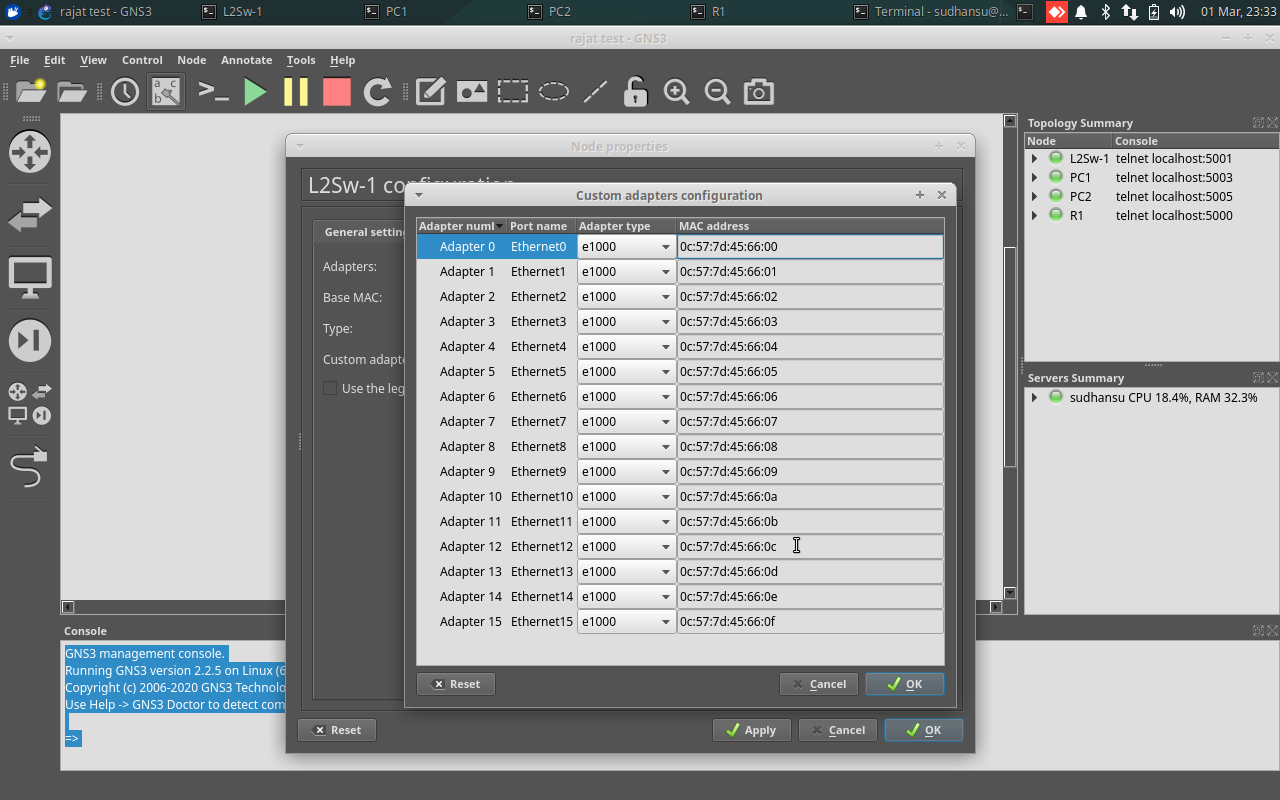 rajat test - GNS3 L2Sw-1 PC1 PC2 R1 Terminal - sudhansu@... 01 Mar, 23:33
rajat test - GNS3
File Edit View Control Node Annotate Tools Help
Topology Summary
Node Console
L2Sw-1 telnet localhost:5001
PC1 telnet localhost:5003
PC2 telnet localhost:5005
R1 telnet localhost:5000
Servers Summary
sudhansu CPU 18.4%, RAM 32.3%
Node properties
L2Sw-1 configuration
General settin
Adapters:
Base MAC:
Type:
Custom adapte
Use the leg
Custom adapters configuration
Adapter numl Port name Adapter type MAC address
Adapter 0 Ethernet0 e1000 0c:57:7d:45:66:00
Adapter 1 Ethernet1 e1000 0c:57:7d:45:66:01
Adapter 2 Ethernet2 e1000 0c:57:7d:45:66:02
Adapter 3 Ethernet3 e1000 0c:57:7d:45:66:03
Adapter 4 Ethernet4 e1000 0c:57:7d:45:66:04
Adapter 5 Ethernet5 e1000 0c:57:7d:45:66:05
Adapter 6 Ethernet6 e1000 0c:57:7d:45:66:06
Adapter 7 Ethernet7 e1000 0c:57:7d:45:66:07
Adapter 8 Ethernet8 e1000 0c:57:7d:45:66:08
Adapter 9 Ethernet9 e1000 0c:57:7d:45:66:09
Adapter 10 Ethernet10 e1000 0c:57:7d:45:66:0a
Adapter 11 Ethernet11 e1000 0c:57:7d:45:66:0b
Adapter 12 Ethernet12 e1000 0c:57:7d:45:66:0c
Adapter 13 Ethernet13 e1000 0c:57:7d:45:66:0d
Adapter 14 Ethernet14 e1000 0c:57:7d:45:66:0e
Adapter 15 Ethernet15 e1000 0c:57:7d:45:66:0f
Reset Cancel OK
Reset Apply Cancel OK
Console
GNS3 management console.
Running GNS3 version 2.2.5 on Linux (6
Copyright (c) 2006-2020 GNS3 Technolo
Use Help -> GNS3 Doctor to detect com
=>